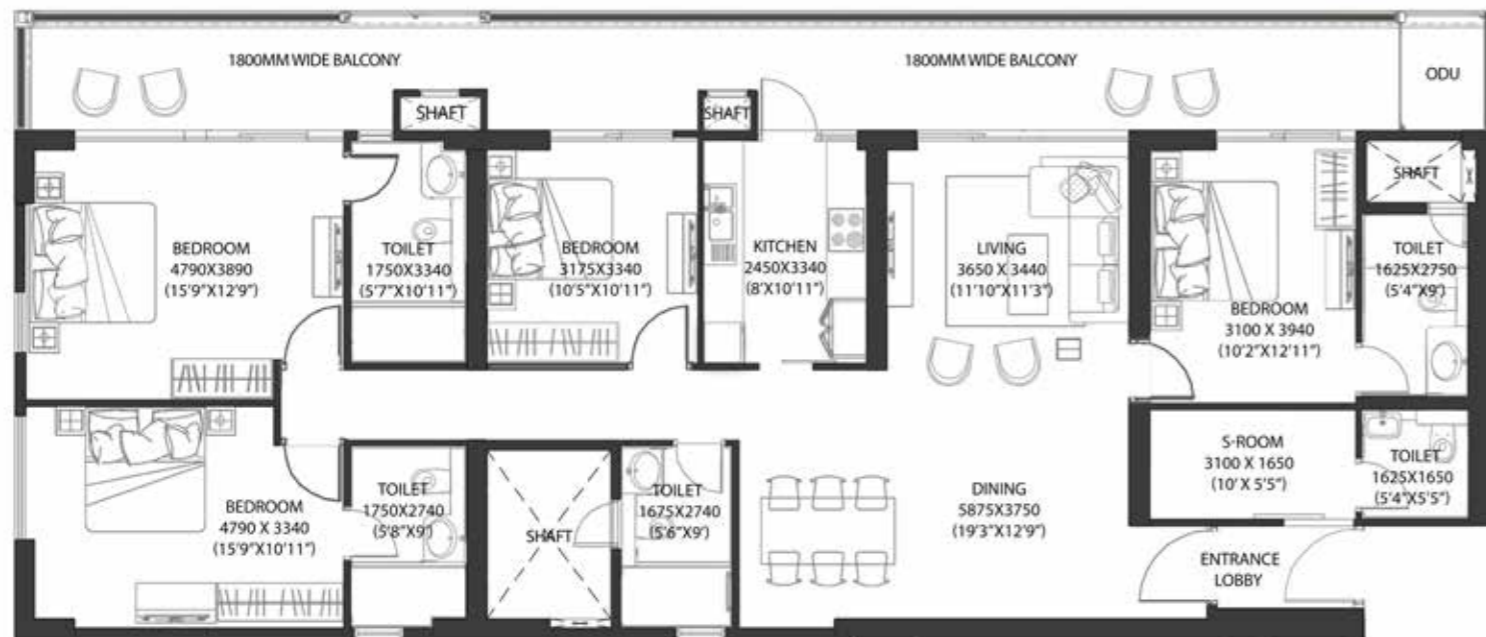 1800MM WIDE BALCONY
1800MM WIDE BALCONY
ODU
SHAFT
SHAFT
SHAFT
BEDROOM
4790X3890
(15'9"X12'9")
TOILET
1750X3340
(5'7"X10'11")
BEDROOM
3175X3340
(10'5"X10'11")
KITCHEN
2450X3340
(8'X10'11")
LIVING
3650 X 3440
(11'10"X11'3")
BEDROOM
3100 X 3940
(10'2"X12'11")
TOILET
1625X2750
(5'4"X9')
BEDROOM
4790 X 3340
(15'9"X10'11")
TOILET
1750X2740
(5'8"X9')
SHAFT
TOILET
1675X2740
(5'6"X9')
DINING
5875X3750
(19'3"X12'9")
S-ROOM
3100 X 1650
(10' X 5'5")
TOILET
1625X1650
(5'4"X5'5")
ENTRANCE
LOBBY